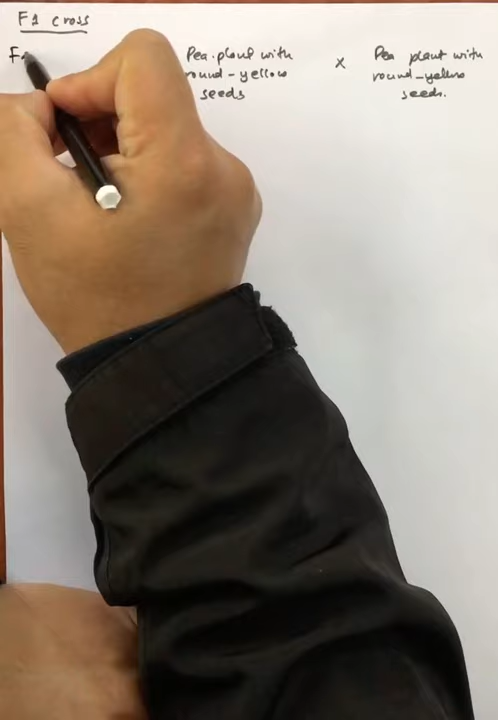 F1 cross
F
Pea plant with × Pea plant with
round-yellow round-yellow
seeds seeds.